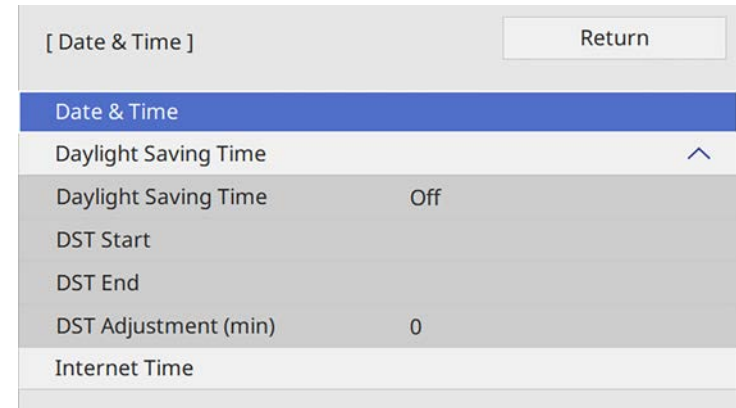 [ Date & Time ]
Return
Date & Time
Daylight Saving Time
Daylight Saving Time Off
DST Start
DST End
DST Adjustment (min) 0
Internet Time